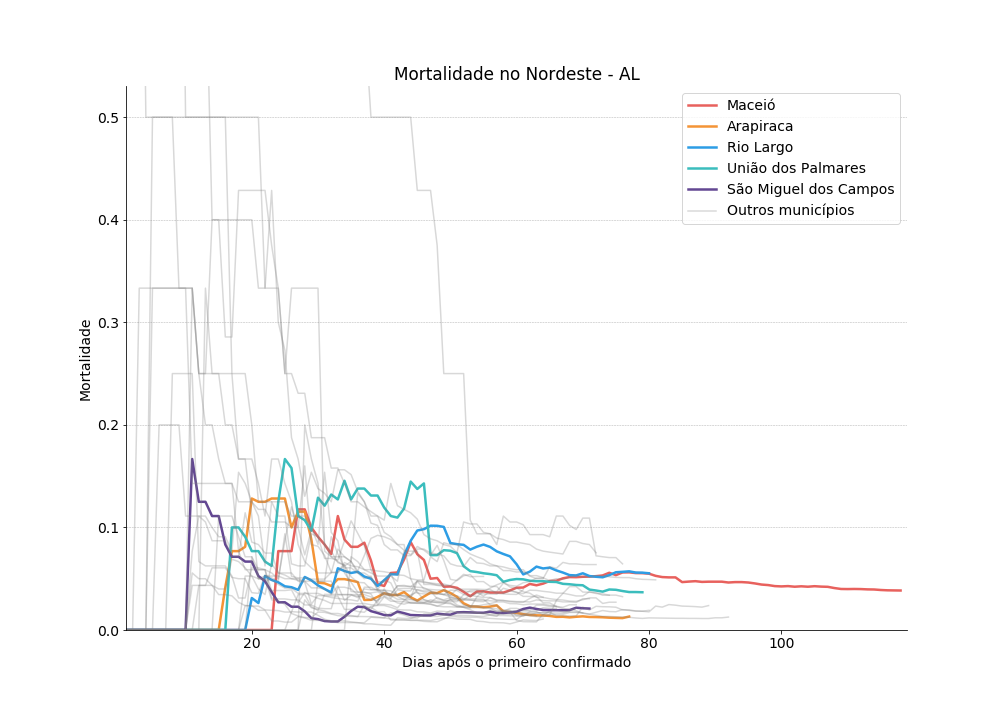 Mortalidade no Nordeste - AL
Maceió
Arapiraca
Rio Largo
União dos Palmares
São Miguel dos Campos
Outros municípios
Mortalidade
0.5
0.4
0.3
0.2
0.1
0.0
20
40
60
80
100
Dias após o primeiro confirmado